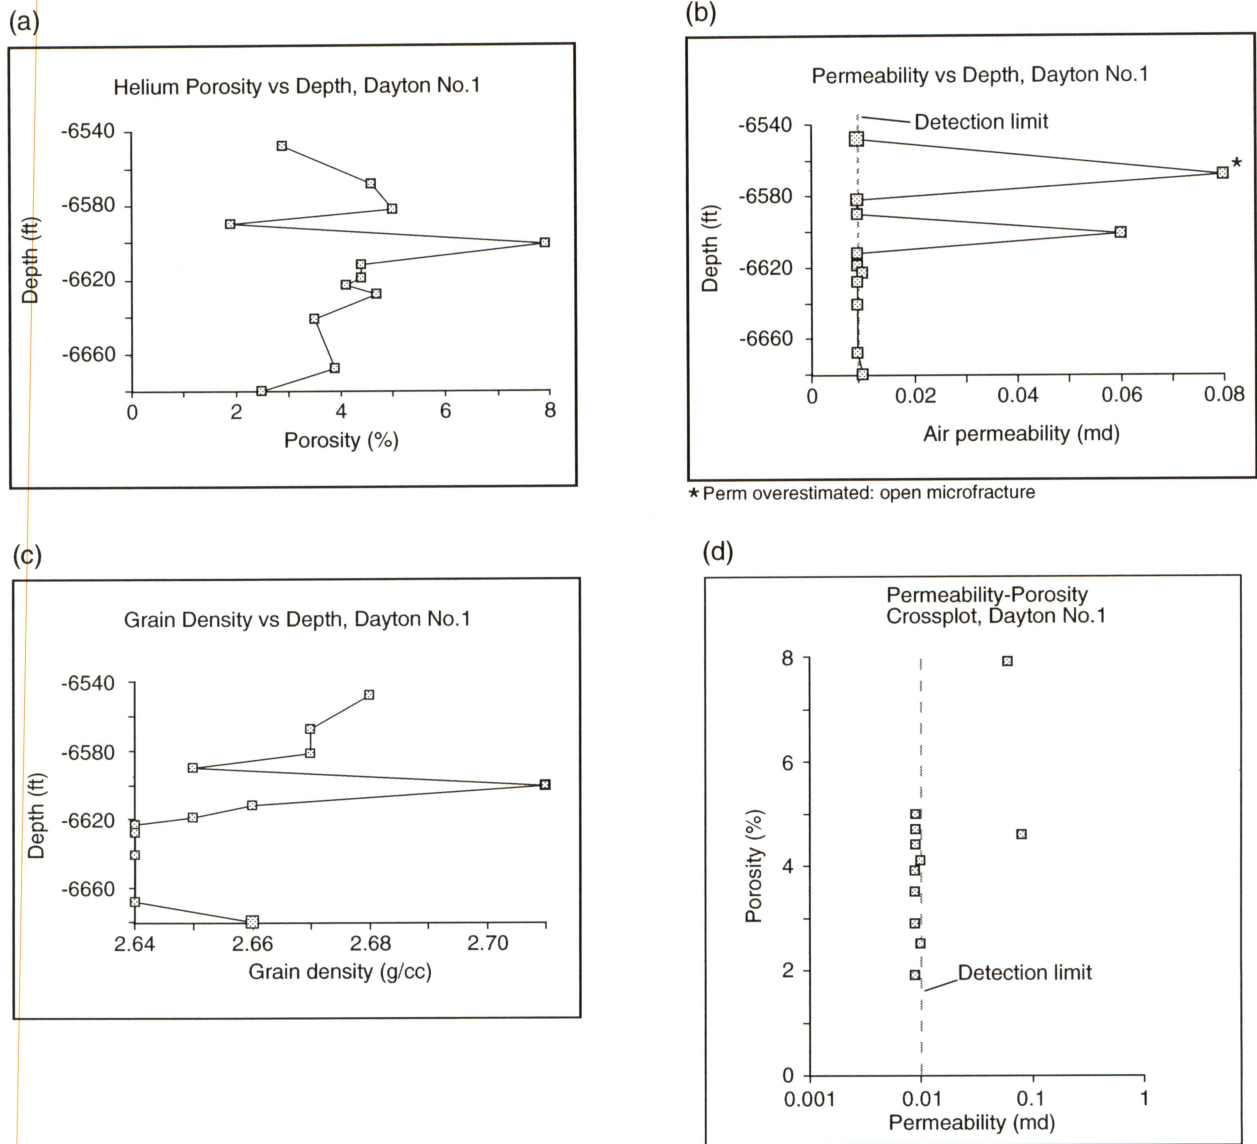 (a)
Helium Porosity vs Depth, Dayton No.1
-6540
-6580
-6620
-6660
Depth (ft)
0
2
4
6
8
Porosity (%)
(b)
Permeability vs Depth, Dayton No.1
Detection limit
-6540
-6580
-6620
-6660
Depth (ft)
*
0
0.02
0.04
0.06
0.08
Air permeability (md)
* Perm overestimated: open microfracture
(c)
Grain Density vs Depth, Dayton No.1
-6540
-6580
-6620
-6660
Depth (ft)
2.64
2.66
2.68
2.70
Grain density (g/cc)
(d)
Permeability-Porosity
Crossplot, Dayton No.1
8
6
4
2
0
Porosity (%)
Detection limit
0.001
0.01
0.1
1
Permeability (md)